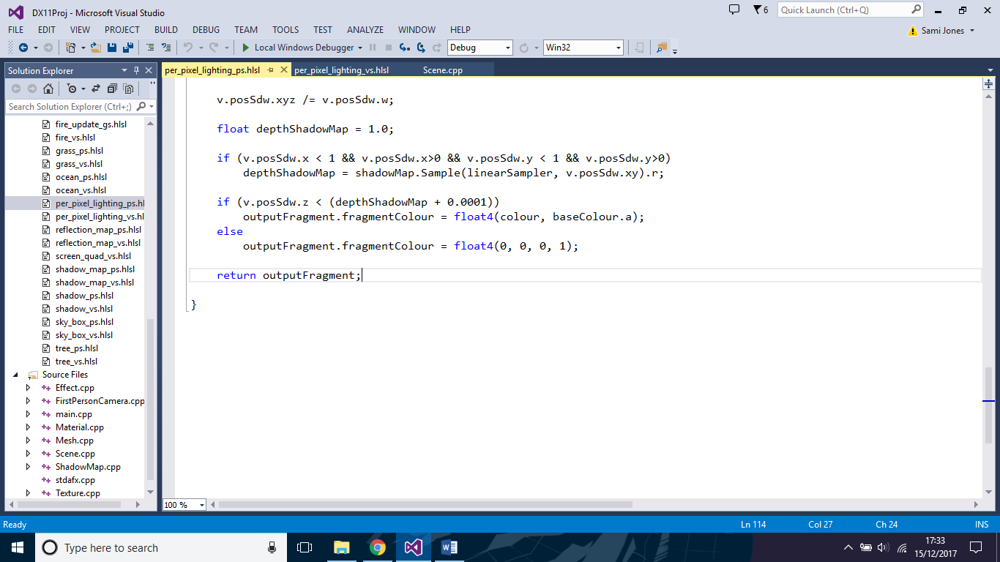 DX11Proj - Microsoft Visual Studio
6
Quick Launch (Ctrl+Q)
FILE EDIT VIEW PROJECT BUILD DEBUG TEAM TOOLS TEST ANALYZE WINDOW HELP
Sami Jones
Local Windows Debugger
Debug
Win32
Solution Explorer
per_pixel_lighting_ps.hlsl
per_pixel_lighting_vs.hlsl
Scene.cpp
Search Solution Explorer (Ctrl+;)
fire_update_gs.hlsl
fire_vs.hlsl
grass_ps.hlsl
grass_vs.hlsl
ocean_ps.hlsl
ocean_vs.hlsl
per_pixel_lighting_ps.hl
per_pixel_lighting_vs.hl
reflection_map_ps.hlsl
reflection_map_vs.hlsl
screen_quad_vs.hlsl
shadow_map_ps.hlsl
shadow_map_vs.hlsl
shadow_ps.hlsl
shadow_vs.hlsl
sky_box_ps.hlsl
sky_box_vs.hlsl
tree_ps.hlsl
tree_vs.hlsl
Source Files
Effect.cpp
FirstPersonCamera.cpp
main.cpp
Material.cpp
Mesh.cpp
Scene.cpp
ShadowMap.cpp
stdafx.cpp
Texture.cpp
v.posSdw.xyz /= v.posSdw.w;
float depthShadowMap = 1.0;
if (v.posSdw.x < 1 && v.posSdw.x>0 && v.posSdw.y < 1 && v.posSdw.y>0)
depthShadowMap = shadowMap.Sample(linearSampler, v.posSdw.xy).r;
if (v.posSdw.z < (depthShadowMap + 0.0001))
outputFragment.fragmentColour = float4(colour, baseColour.a);
else
outputFragment.fragmentColour = float4(0, 0, 0, 1);
return outputFragment;
}
100 %
Ready
Ln 114
Col 27
Ch 24
INS
Type here to search
17:33
15/12/2017